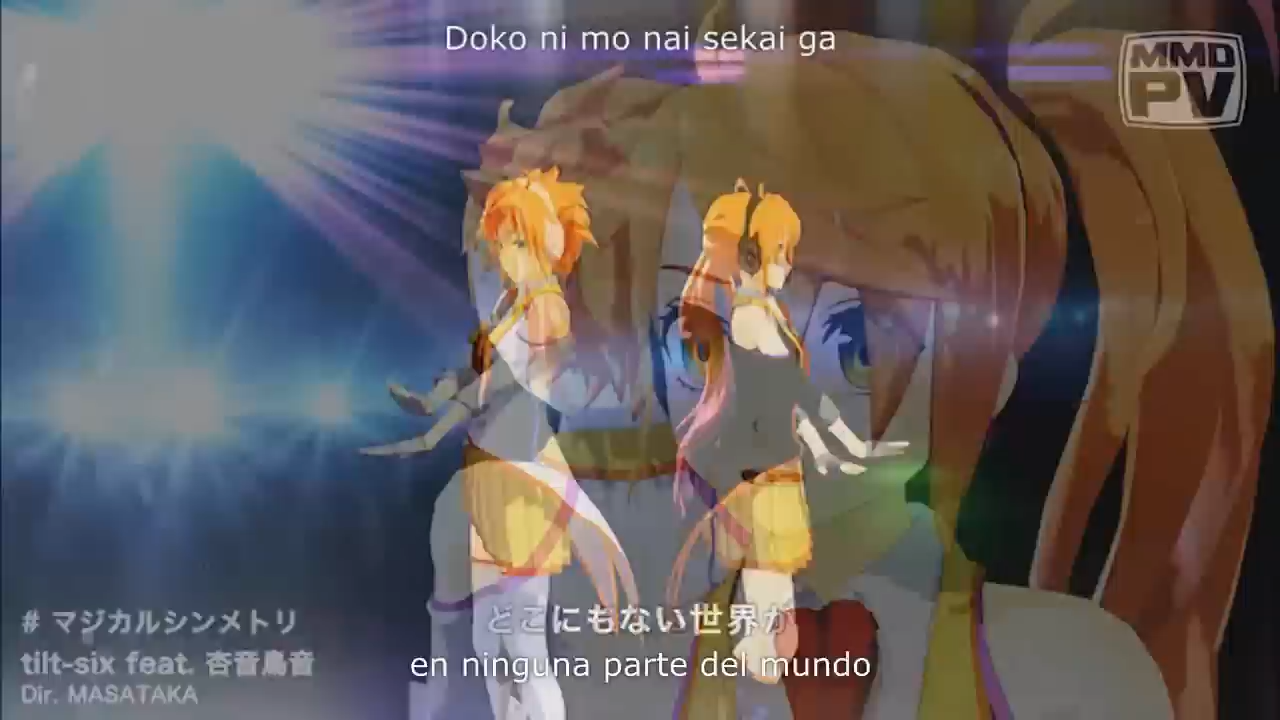 Doko ni mo nai sekai ga
MMD
PV
どこにもない世界が
# マジカルシンメトリ
tilt-six feat. 杏音鳥音
en ninguna parte del mundo
Dir. MASATAKA